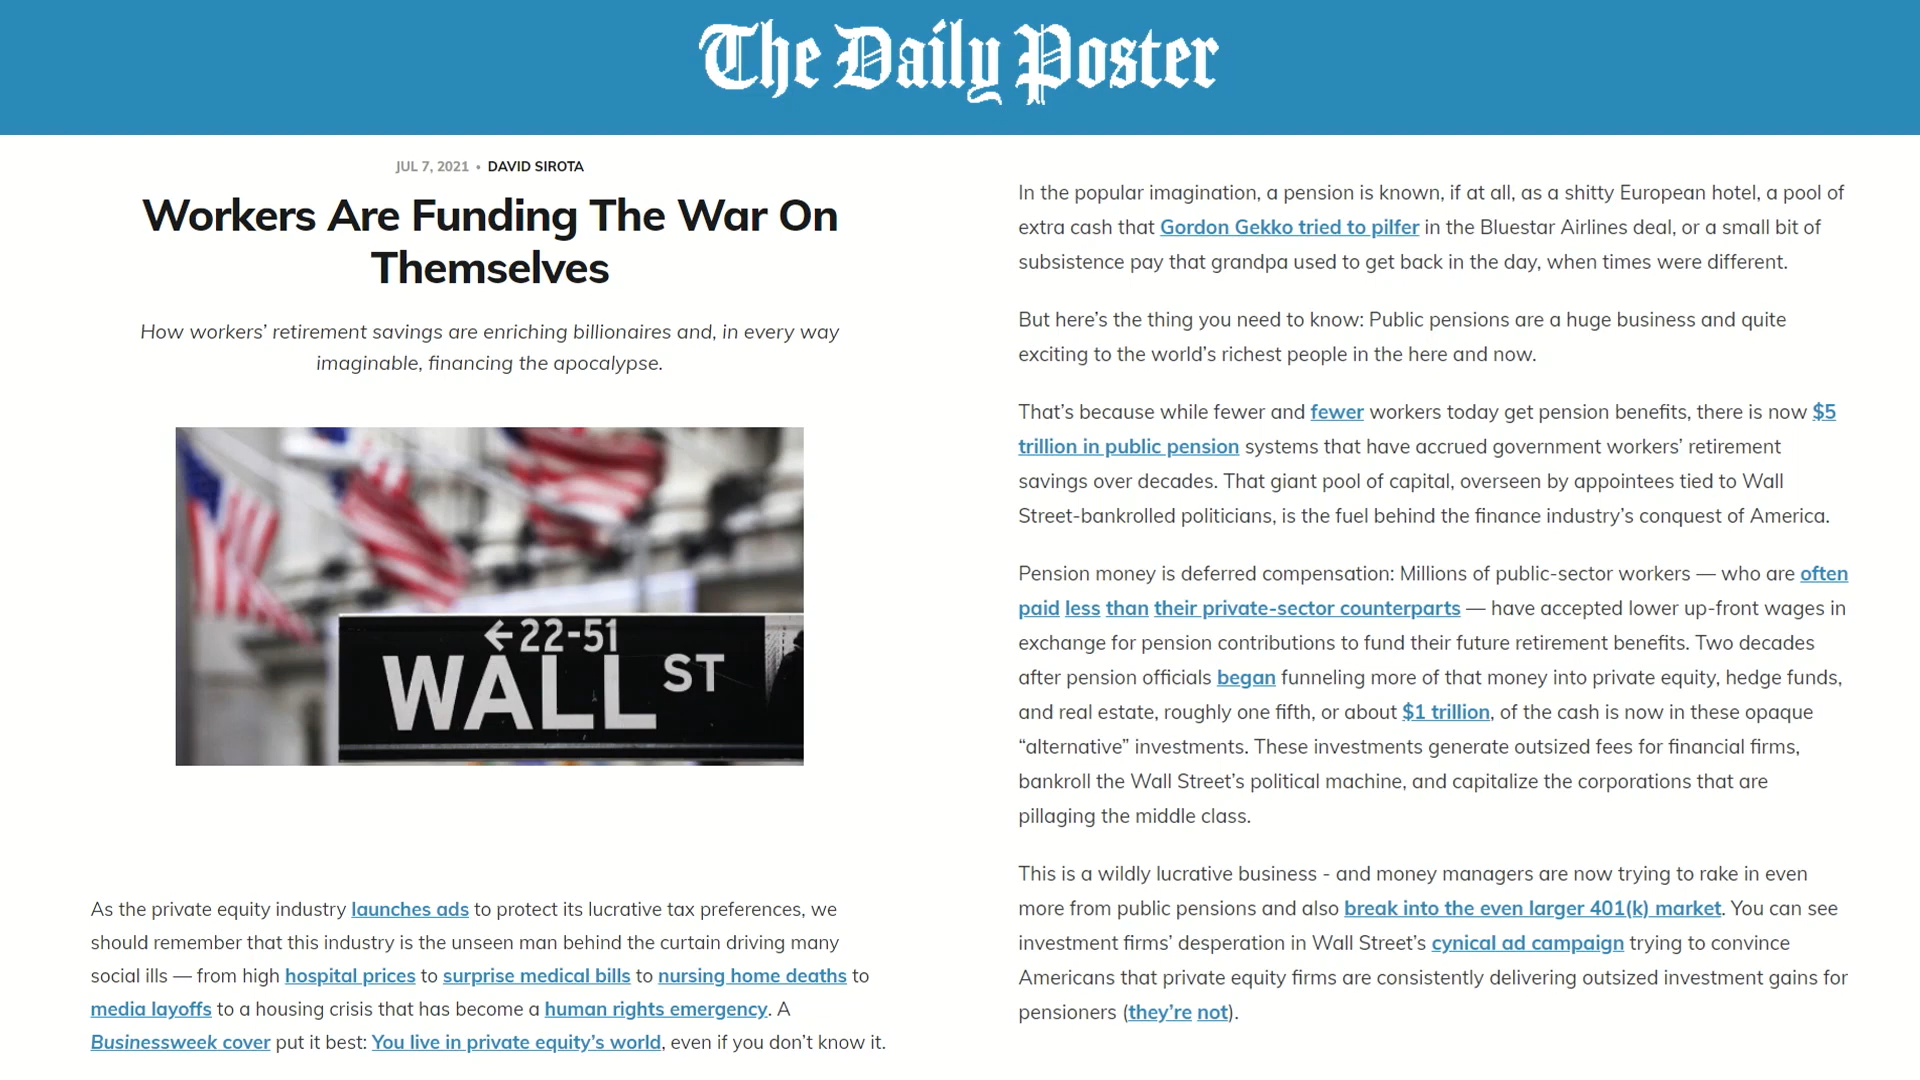 The Daily Poster
JUL 7, 2021 • DAVID SIROTA
Workers Are Funding The War On
Themselves
How workers’ retirement savings are enriching billionaires and, in every way
imaginable, financing the apocalypse.
←22-51
WALL ST
As the private equity industry launches ads to protect its lucrative tax preferences, we
should remember that this industry is the unseen man behind the curtain driving many
social ills — from high hospital prices to surprise medical bills to nursing home deaths to
media layoffs to a housing crisis that has become a human rights emergency. A
Businessweek cover put it best: You live in private equity’s world, even if you don’t know it.
In the popular imagination, a pension is known, if at all, as a shitty European hotel, a pool of
extra cash that Gordon Gekko tried to pilfer in the Bluestar Airlines deal, or a small bit of
subsistence pay that grandpa used to get back in the day, when times were different.
But here’s the thing you need to know: Public pensions are a huge business and quite
exciting to the world’s richest people in the here and now.
That’s because while fewer and fewer workers today get pension benefits, there is now $5
trillion in public pension systems that have accrued government workers’ retirement
savings over decades. That giant pool of capital, overseen by appointees tied to Wall
Street-bankrolled politicians, is the fuel behind the finance industry’s conquest of America.
Pension money is deferred compensation: Millions of public-sector workers — who are often
paid less than their private-sector counterparts — have accepted lower up-front wages in
exchange for pension contributions to fund their future retirement benefits. Two decades
after pension officials began funneling more of that money into private equity, hedge funds,
and real estate, roughly one fifth, or about $1 trillion, of the cash is now in these opaque
“alternative” investments. These investments generate outsized fees for financial firms,
bankroll the Wall Street’s political machine, and capitalize the corporations that are
pillaging the middle class.
This is a wildly lucrative business - and money managers are now trying to rake in even
more from public pensions and also break into the even larger 401(k) market. You can see
investment firms’ desperation in Wall Street’s cynical ad campaign trying to convince
Americans that private equity firms are consistently delivering outsized investment gains for
pensioners (they’re not).